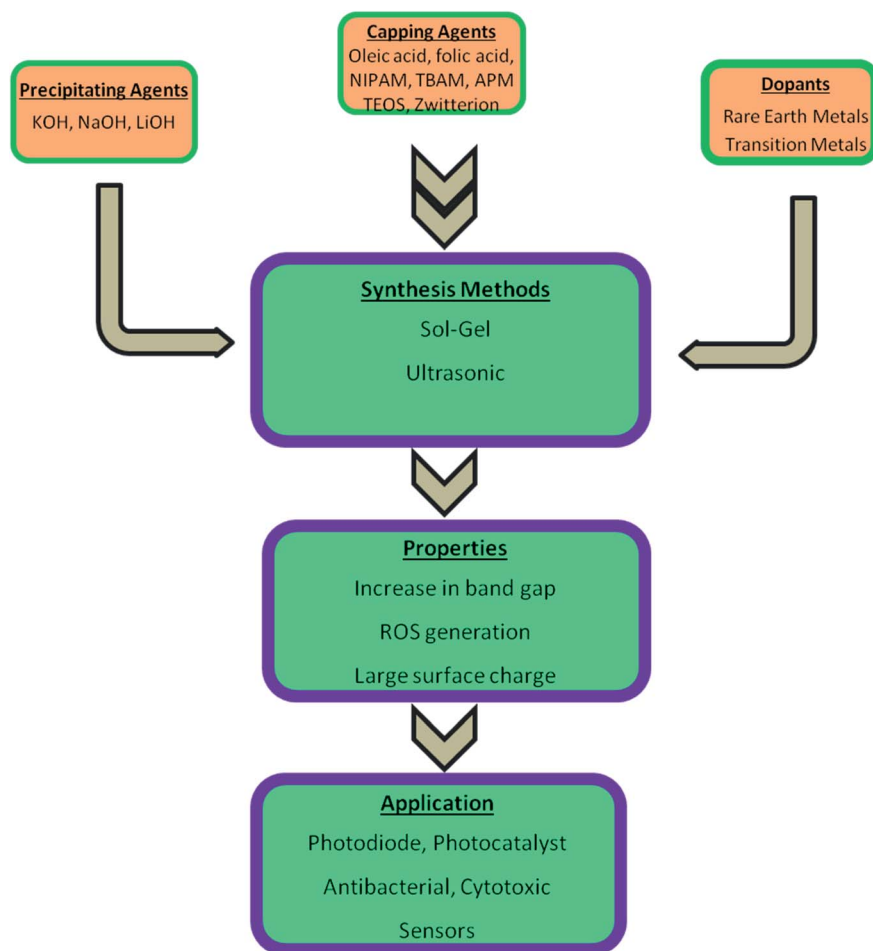 Precipitating Agents
KOH, NaOH, LiOH
Capping Agents
Oleic acid, folic acid,
NIPAM, TBAM, APM
TEOS, Zwitterion
Dopants
Rare Earth Metals
Transition Metals
Synthesis Methods
Sol-Gel
Ultrasonic
Properties
Increase in band gap
ROS generation
Large surface charge
Application
Photodiode, Photocatalyst
Antibacterial, Cytotoxic
Sensors